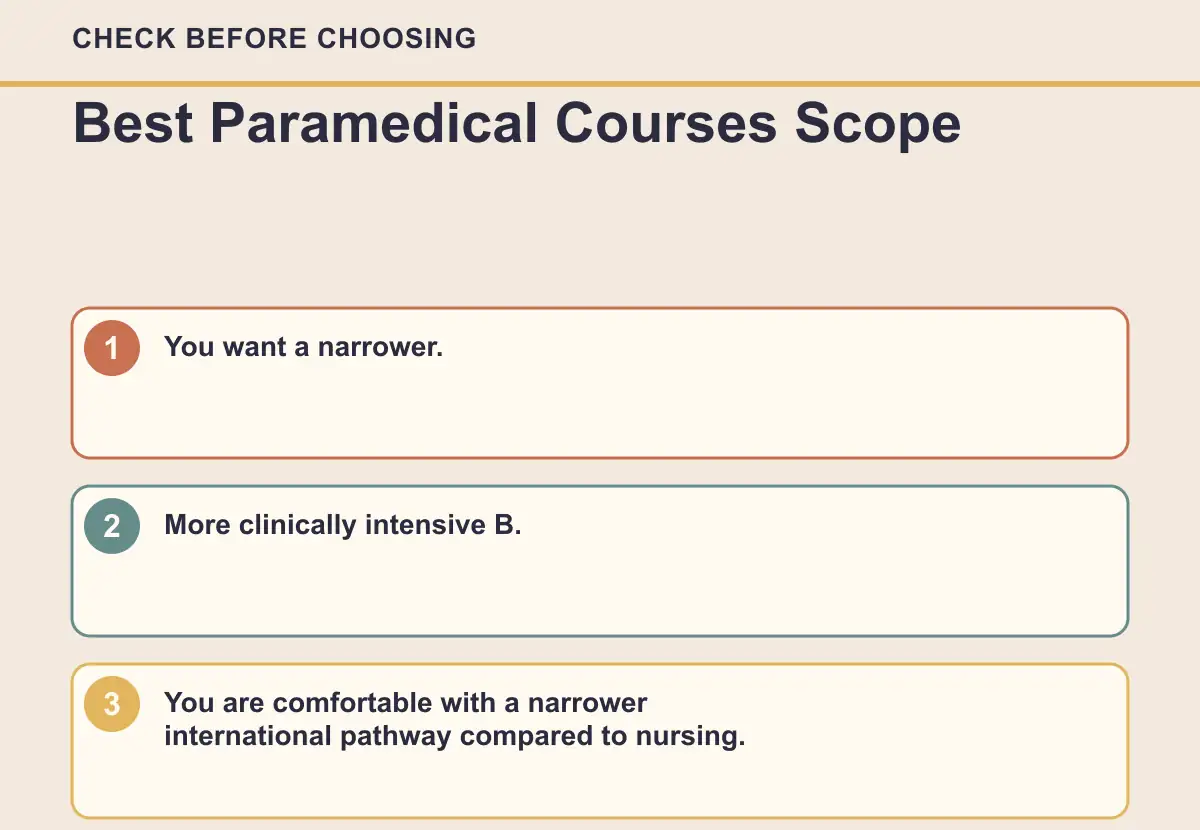 CHECK BEFORE CHOOSING
Best Paramedical Courses Scope
1
You want a narrower.
2
More clinically intensive B.
3
You are comfortable with a narrower
international pathway compared to nursing.